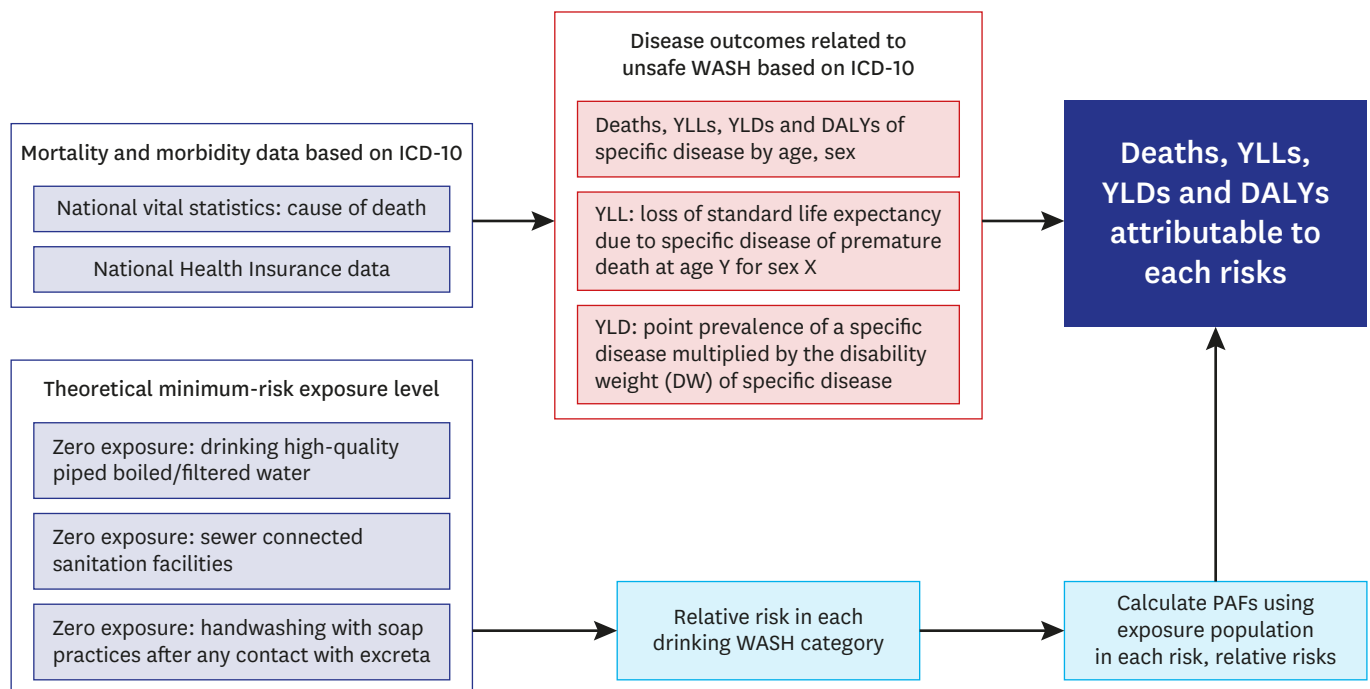 Mortality and morbidity data based on ICD-10
National vital statistics: cause of death
National Health Insurance data
Disease outcomes related to
unsafe WASH based on ICD-10
Deaths, YLLs, YLDs and DALYs of
specific disease by age, sex
YLL: loss of standard life expectancy
due to specific disease of premature
death at age Y for sex X
YLD: point prevalence of a specific
disease multiplied by the disability
weight (DW) of specific disease
Deaths, YLLs,
YLDs and DALYs
attributable to
each risks
Theoretical minimum-risk exposure level
Zero exposure: drinking high-quality
piped boiled/filtered water
Zero exposure: sewer connected
sanitation facilities
Zero exposure: handwashing with soap
practices after any contact with excreta
Relative risk in each
drinking WASH category
Calculate PAFs using
exposure population
in each risk, relative risks